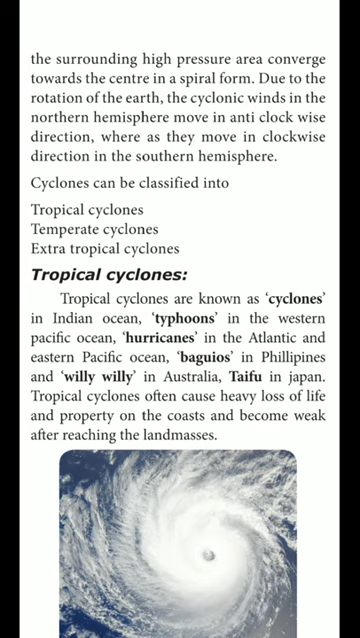 the surrounding high pressure area converge
towards the centre in a spiral form. Due to the
rotation of the earth, the cyclonic winds in the
northern hemisphere move in anti clock wise
direction, where as they move in clockwise
direction in the southern hemisphere.
Cyclones can be classified into
Tropical cyclones
Temperate cyclones
Extra tropical cyclones
Tropical cyclones:
Tropical cyclones are known as ‘cyclones’
in Indian ocean, ‘typhoons’ in the western
pacific ocean, ‘hurricanes’ in the Atlantic and
eastern Pacific ocean, ‘baguios’ in Phillipines
and ‘willy willy’ in Australia, Taifu in japan.
Tropical cyclones often cause heavy loss of life
and property on the coasts and become weak
after reaching the landmasses.